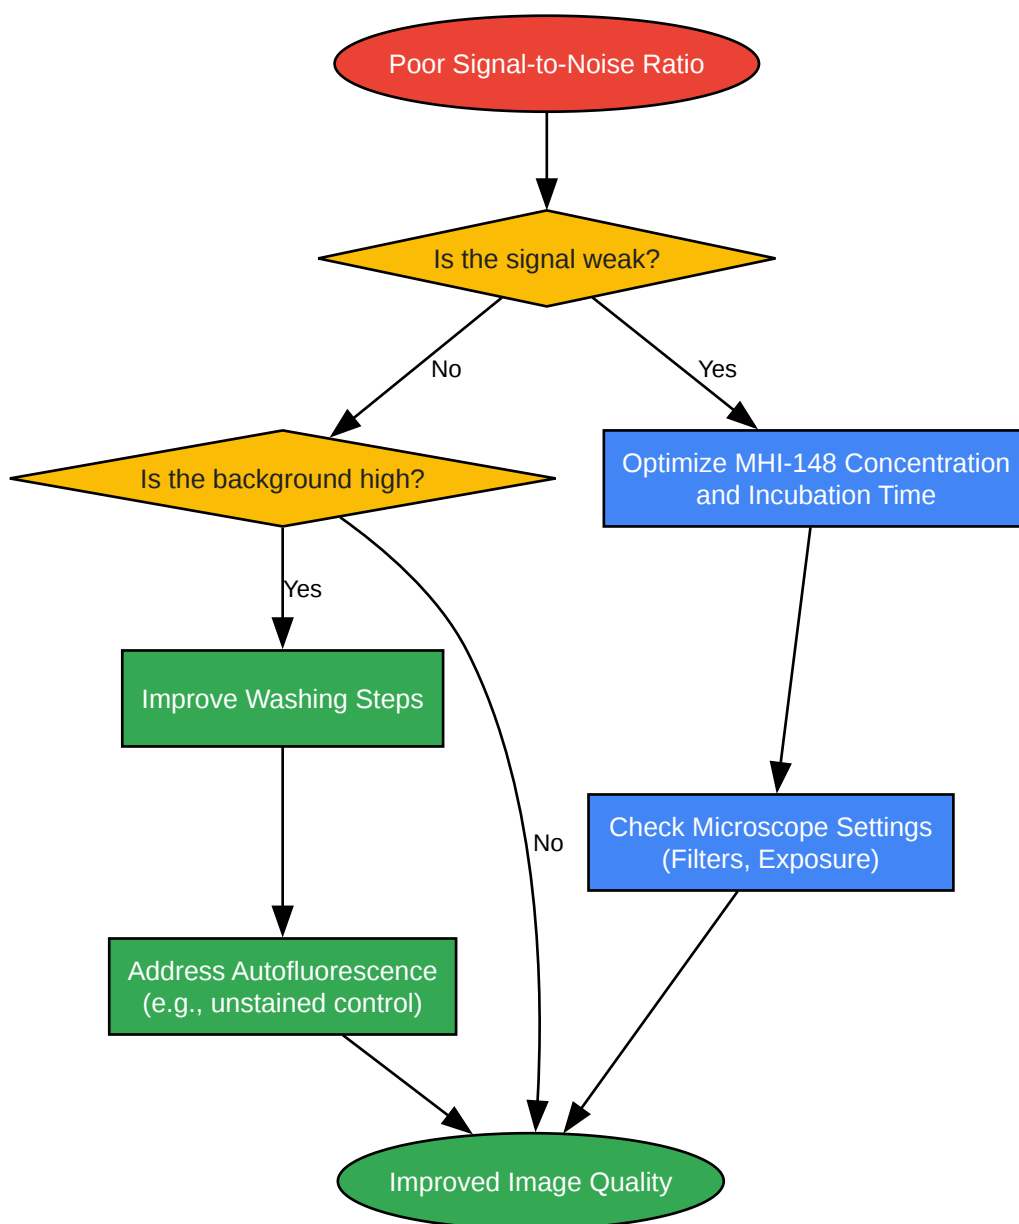 Poor Signal-to-Noise Ratio
Is the signal weak?
No
Yes
Is the background high?
Optimize MHI-148 Concentration
and Incubation Time
Yes
Improve Washing Steps
No
Check Microscope Settings
(Filters, Exposure)
Address Autofluorescence
(e.g., unstained control)
Improved Image Quality